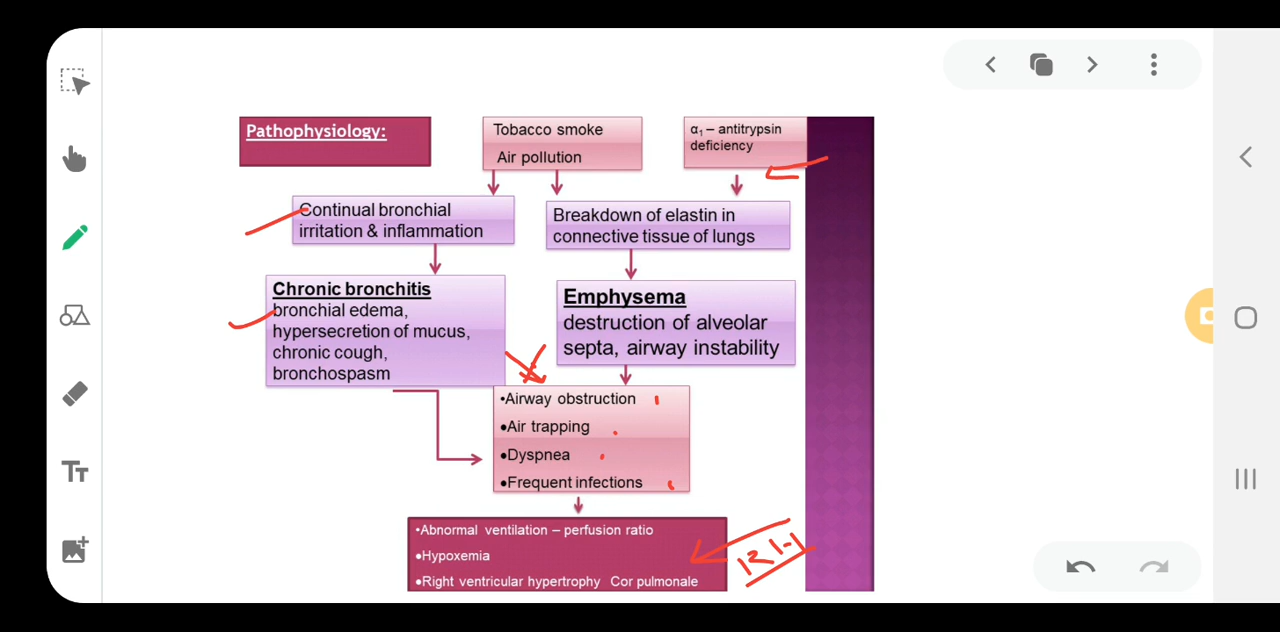 Pathophysiology:
Tobacco smoke
Air pollution
α₁ – antitrypsin
deficiency
Continual bronchial
irritation & inflammation
Breakdown of elastin in
connective tissue of lungs
Chronic bronchitis
bronchial edema,
hypersecretion of mucus,
chronic cough,
bronchospasm
Emphysema
destruction of alveolar
septa, airway instability
•Airway obstruction
•Air trapping
•Dyspnea
•Frequent infections
•Abnormal ventilation – perfusion ratio
•Hypoxemia
•Right ventricular hypertrophy Cor pulmonale
TT